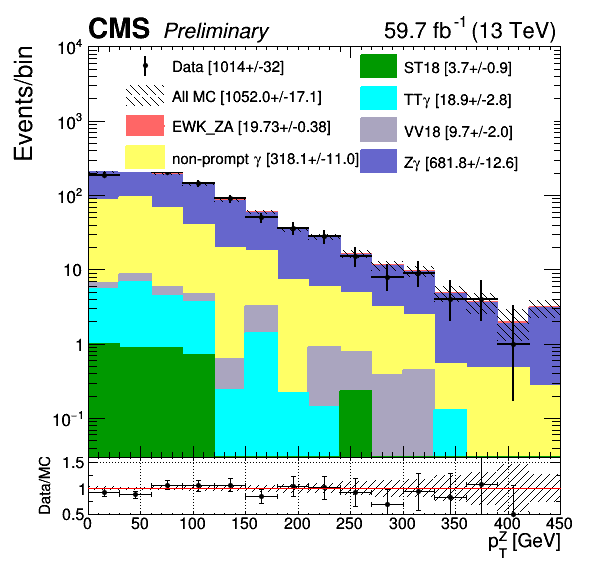 CMS Preliminary 59.7 fb⁻¹ (13 TeV)
Events/bin
Data [1014+/-32]
All MC [1052.0+/-17.1]
EWK_ZA [19.73+/-0.38]
non-prompt γ [318.1+/-11.0]
ST18 [3.7+/-0.9]
TTγ [18.9+/-2.8]
VV18 [9.7+/-2.0]
Zγ [681.8+/-12.6]
10⁴
10³
10²
10
1
10⁻¹
Data/MC
1.5
1
0.5
0 50 100 150 200 250 300 350 400 450
p_T^Z [GeV]